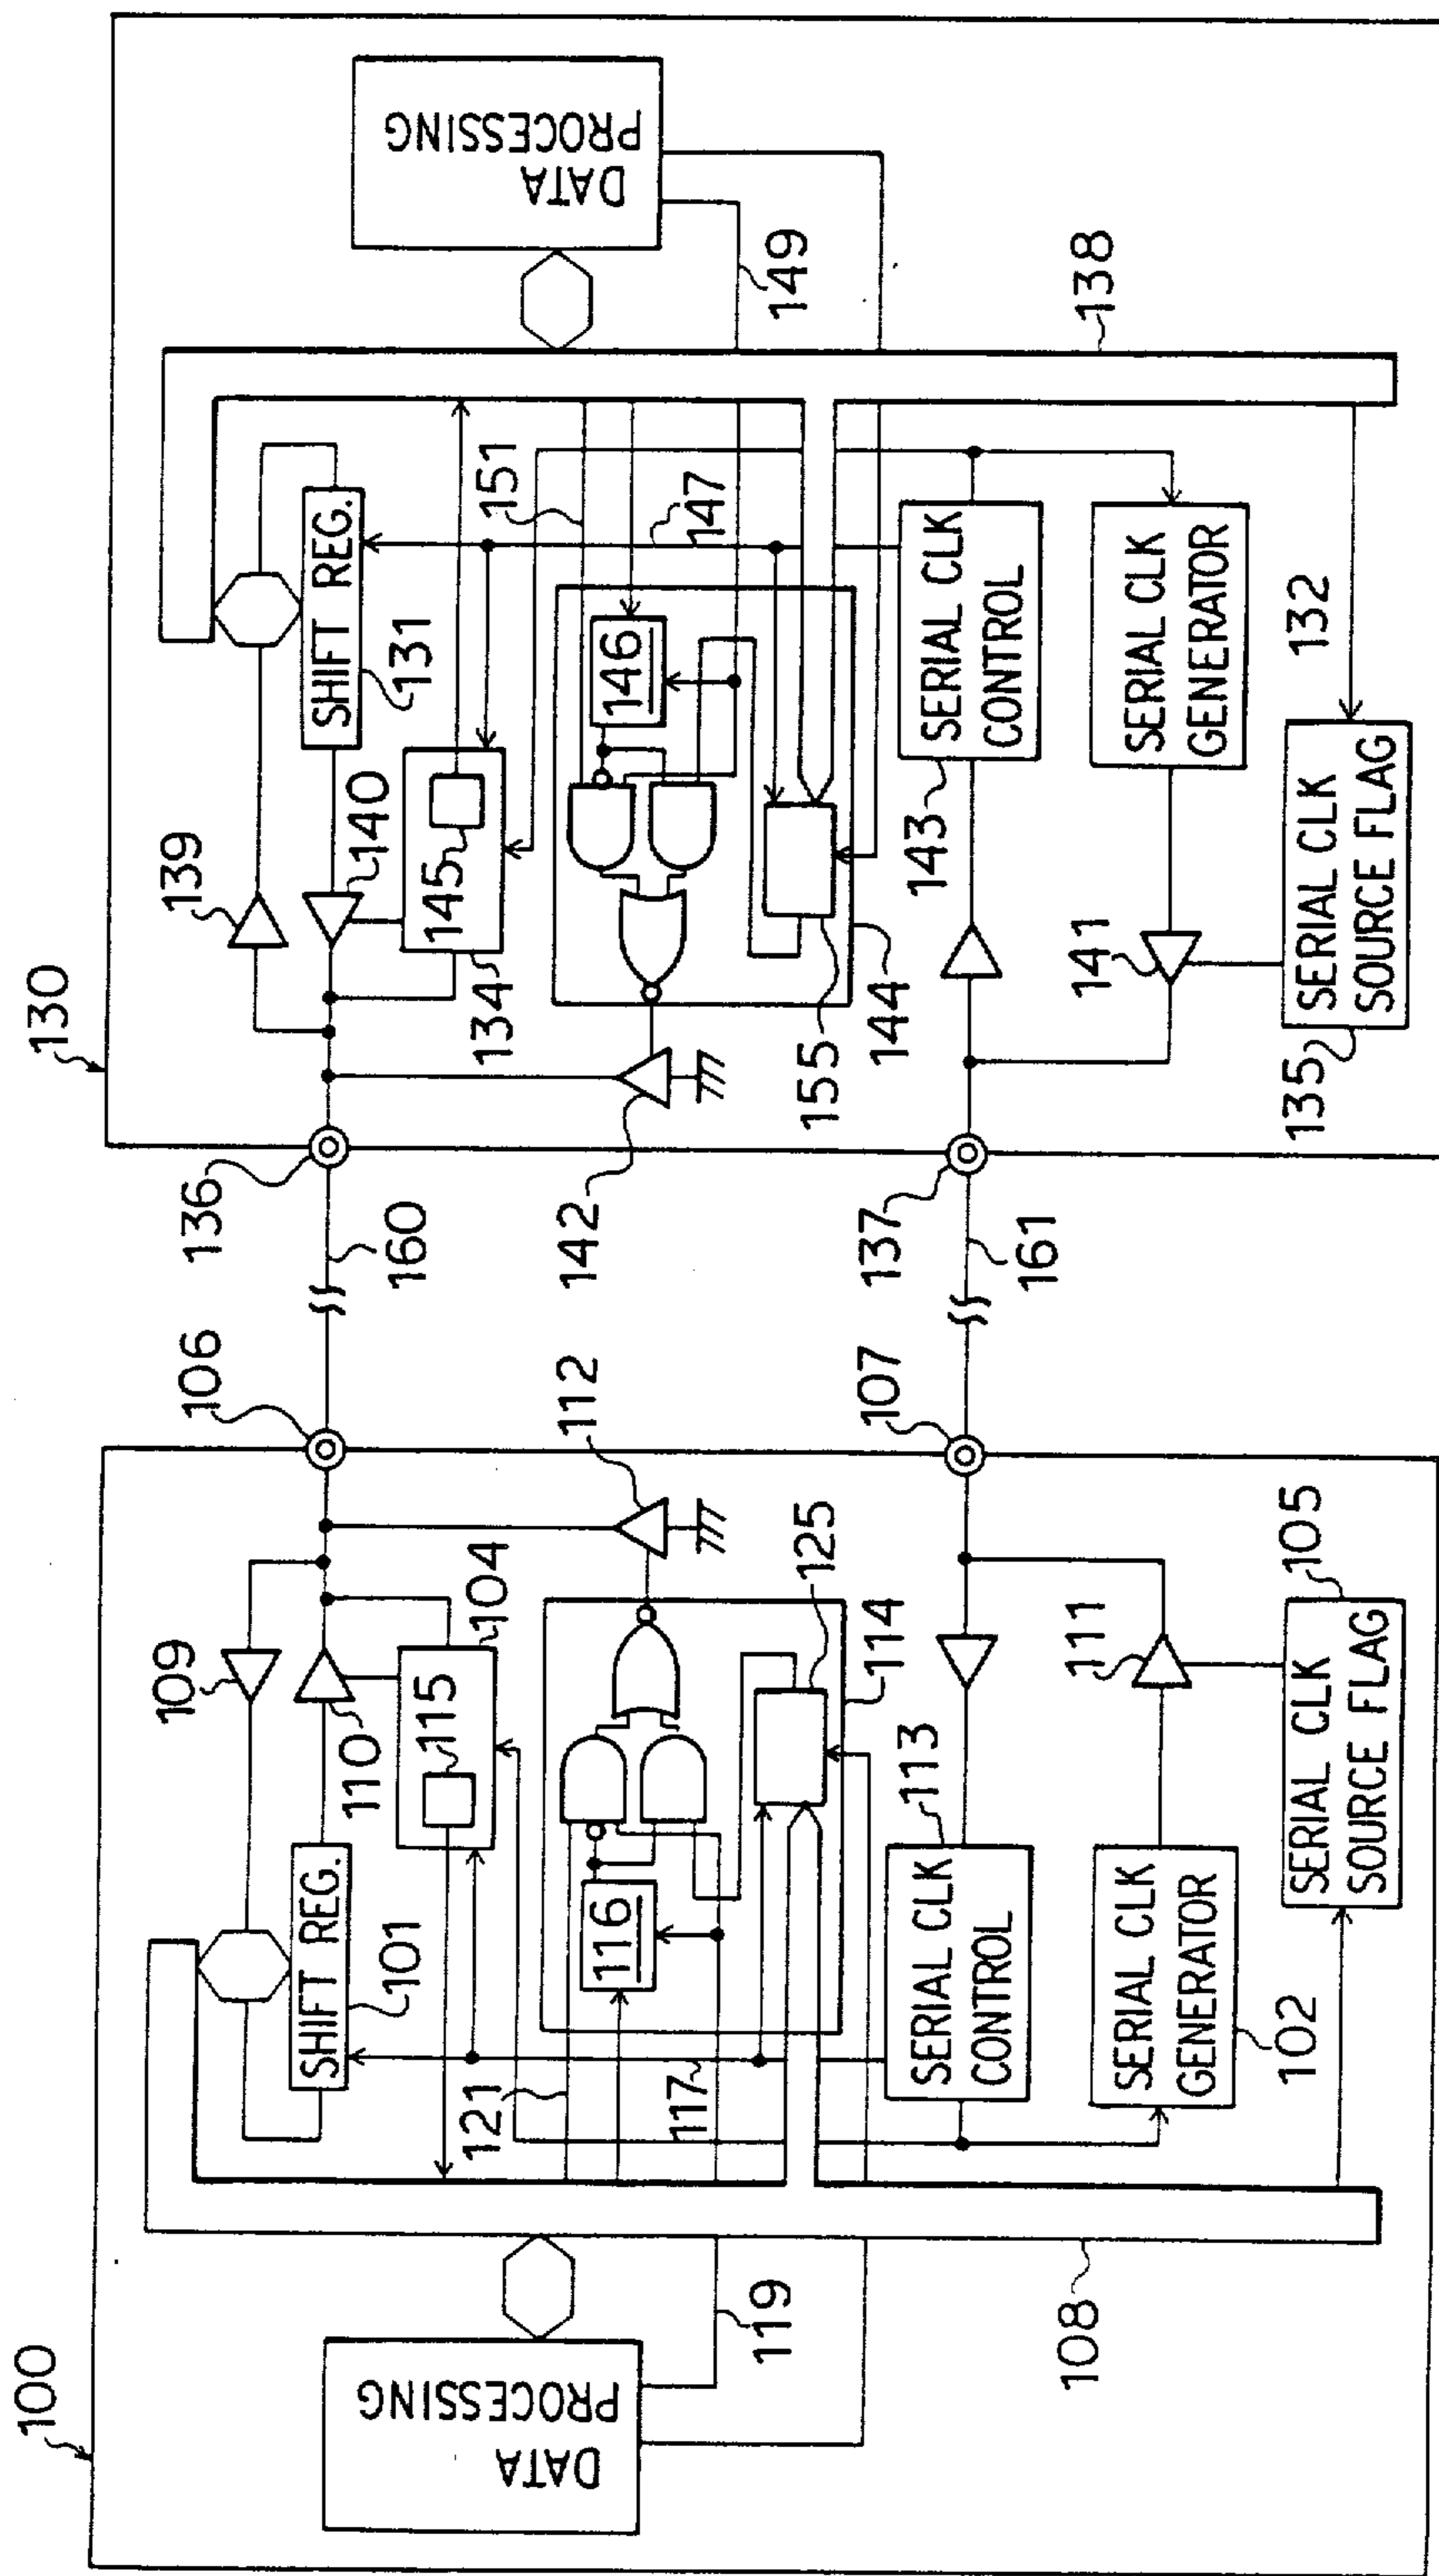 100
DATA
PROCESSING
119
108
SHIFT REG.
101
109
110
115
104
121
117
116
114
125
112
106
SERIAL CLK
CONTROL
113
107
SERIAL CLK
GENERATOR
102
111
SERIAL CLK
SOURCE FLAG
105
160
161
130
136
142
137
139
140
SHIFT REG.
131
145
134
151
147
146
144
155
SERIAL CLK
CONTROL
143
SERIAL CLK
GENERATOR
132
141
SERIAL CLK
SOURCE FLAG
135
DATA
PROCESSING
149
138